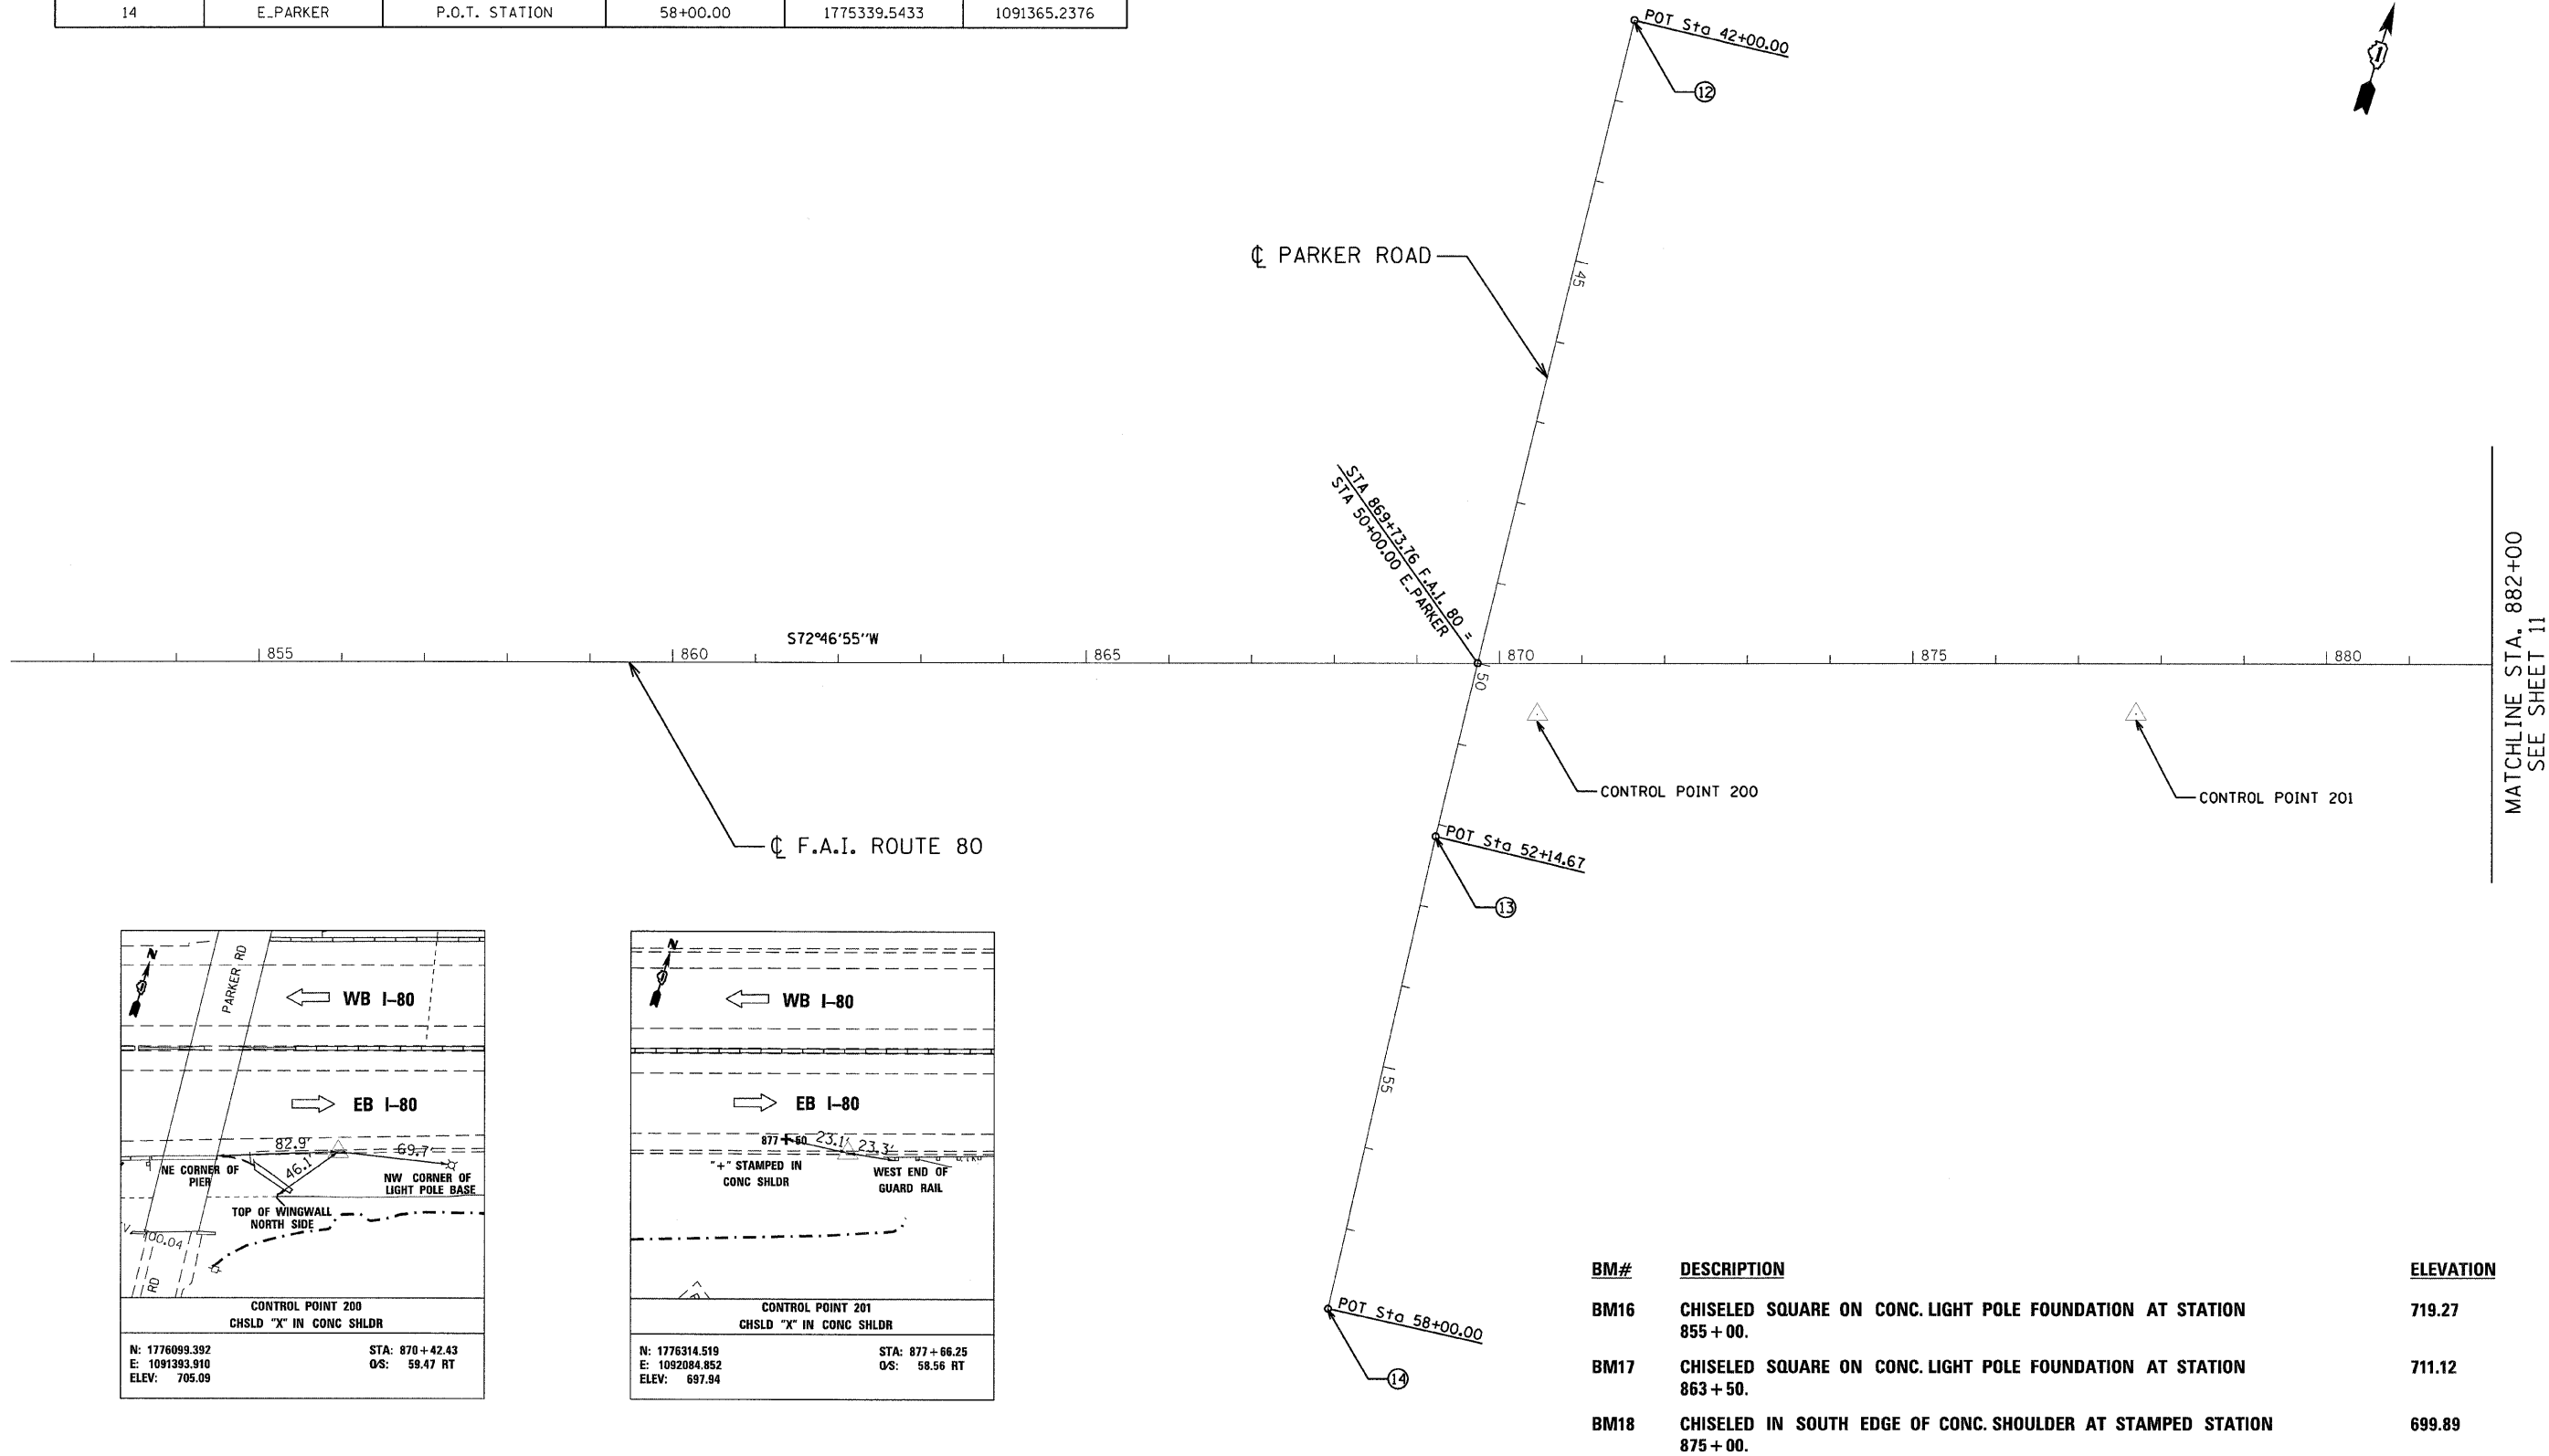 14 E_PARKER P.O.T. STATION 58+00.00 1775339.5433 1091365.2376
POT Sta 42+00.00
12
℄ PARKER ROAD
45
STA 869+73.76 F.A.I. 80 =
STA 50+00.00 E_PARKER
S72°46'55"W
855
860
865
870
875
880
50
MATCHLINE STA. 882+00
SEE SHEET 11
CONTROL POINT 200
CONTROL POINT 201
℄ F.A.I. ROUTE 80
POT Sta 52+14.67
13
55
POT Sta 58+00.00
14
N
PARKER RD
WB I-80
EB I-80
82.9'
69.7'
46.1'
NE CORNER OF
PIER
NW CORNER OF
LIGHT POLE BASE
TOP OF WINGWALL
NORTH SIDE
100.04
RD
CONTROL POINT 200
CHSLD "X" IN CONC SHLDR
N: 1776099.392 STA: 870+42.43
E: 1091393.910 O/S: 59.47 RT
ELEV: 705.09
N
WB I-80
EB I-80
877+50 23.1' 23.3'
"+" STAMPED IN
CONC SHLDR
WEST END OF
GUARD RAIL
CONTROL POINT 201
CHSLD "X" IN CONC SHLDR
N: 1776314.519 STA: 877+66.25
E: 1092084.852 O/S: 58.56 RT
ELEV: 697.94
BM# DESCRIPTION ELEVATION
BM16 CHISELED SQUARE ON CONC. LIGHT POLE FOUNDATION AT STATION 719.27
855+00.
BM17 CHISELED SQUARE ON CONC. LIGHT POLE FOUNDATION AT STATION 711.12
863+50.
BM18 CHISELED IN SOUTH EDGE OF CONC. SHOULDER AT STAMPED STATION 699.89
875+00.